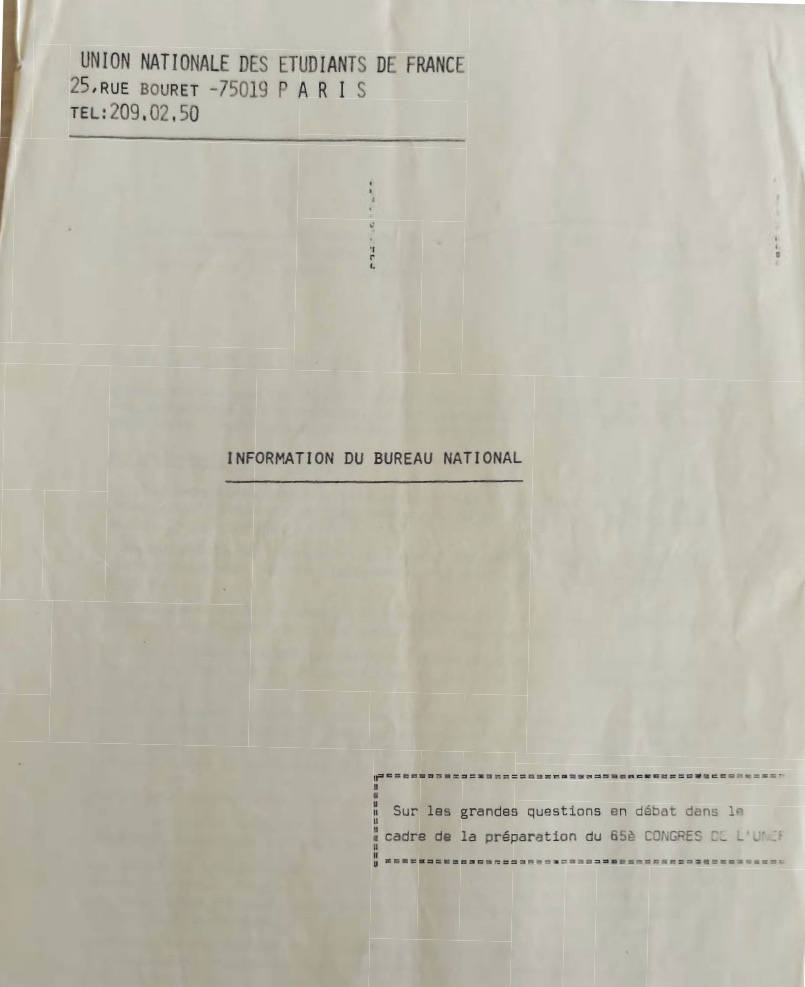 UNION NATIONALE DES ETUDIANTS DE FRANCE
25,RUE BOURET -75019 P A R I S
TEL:209.02.50
INFORMATION DU BUREAU NATIONAL
Sur les grandes questions en débat dans le
cadre de la préparation du 65è CONGRES DE L'UNEF